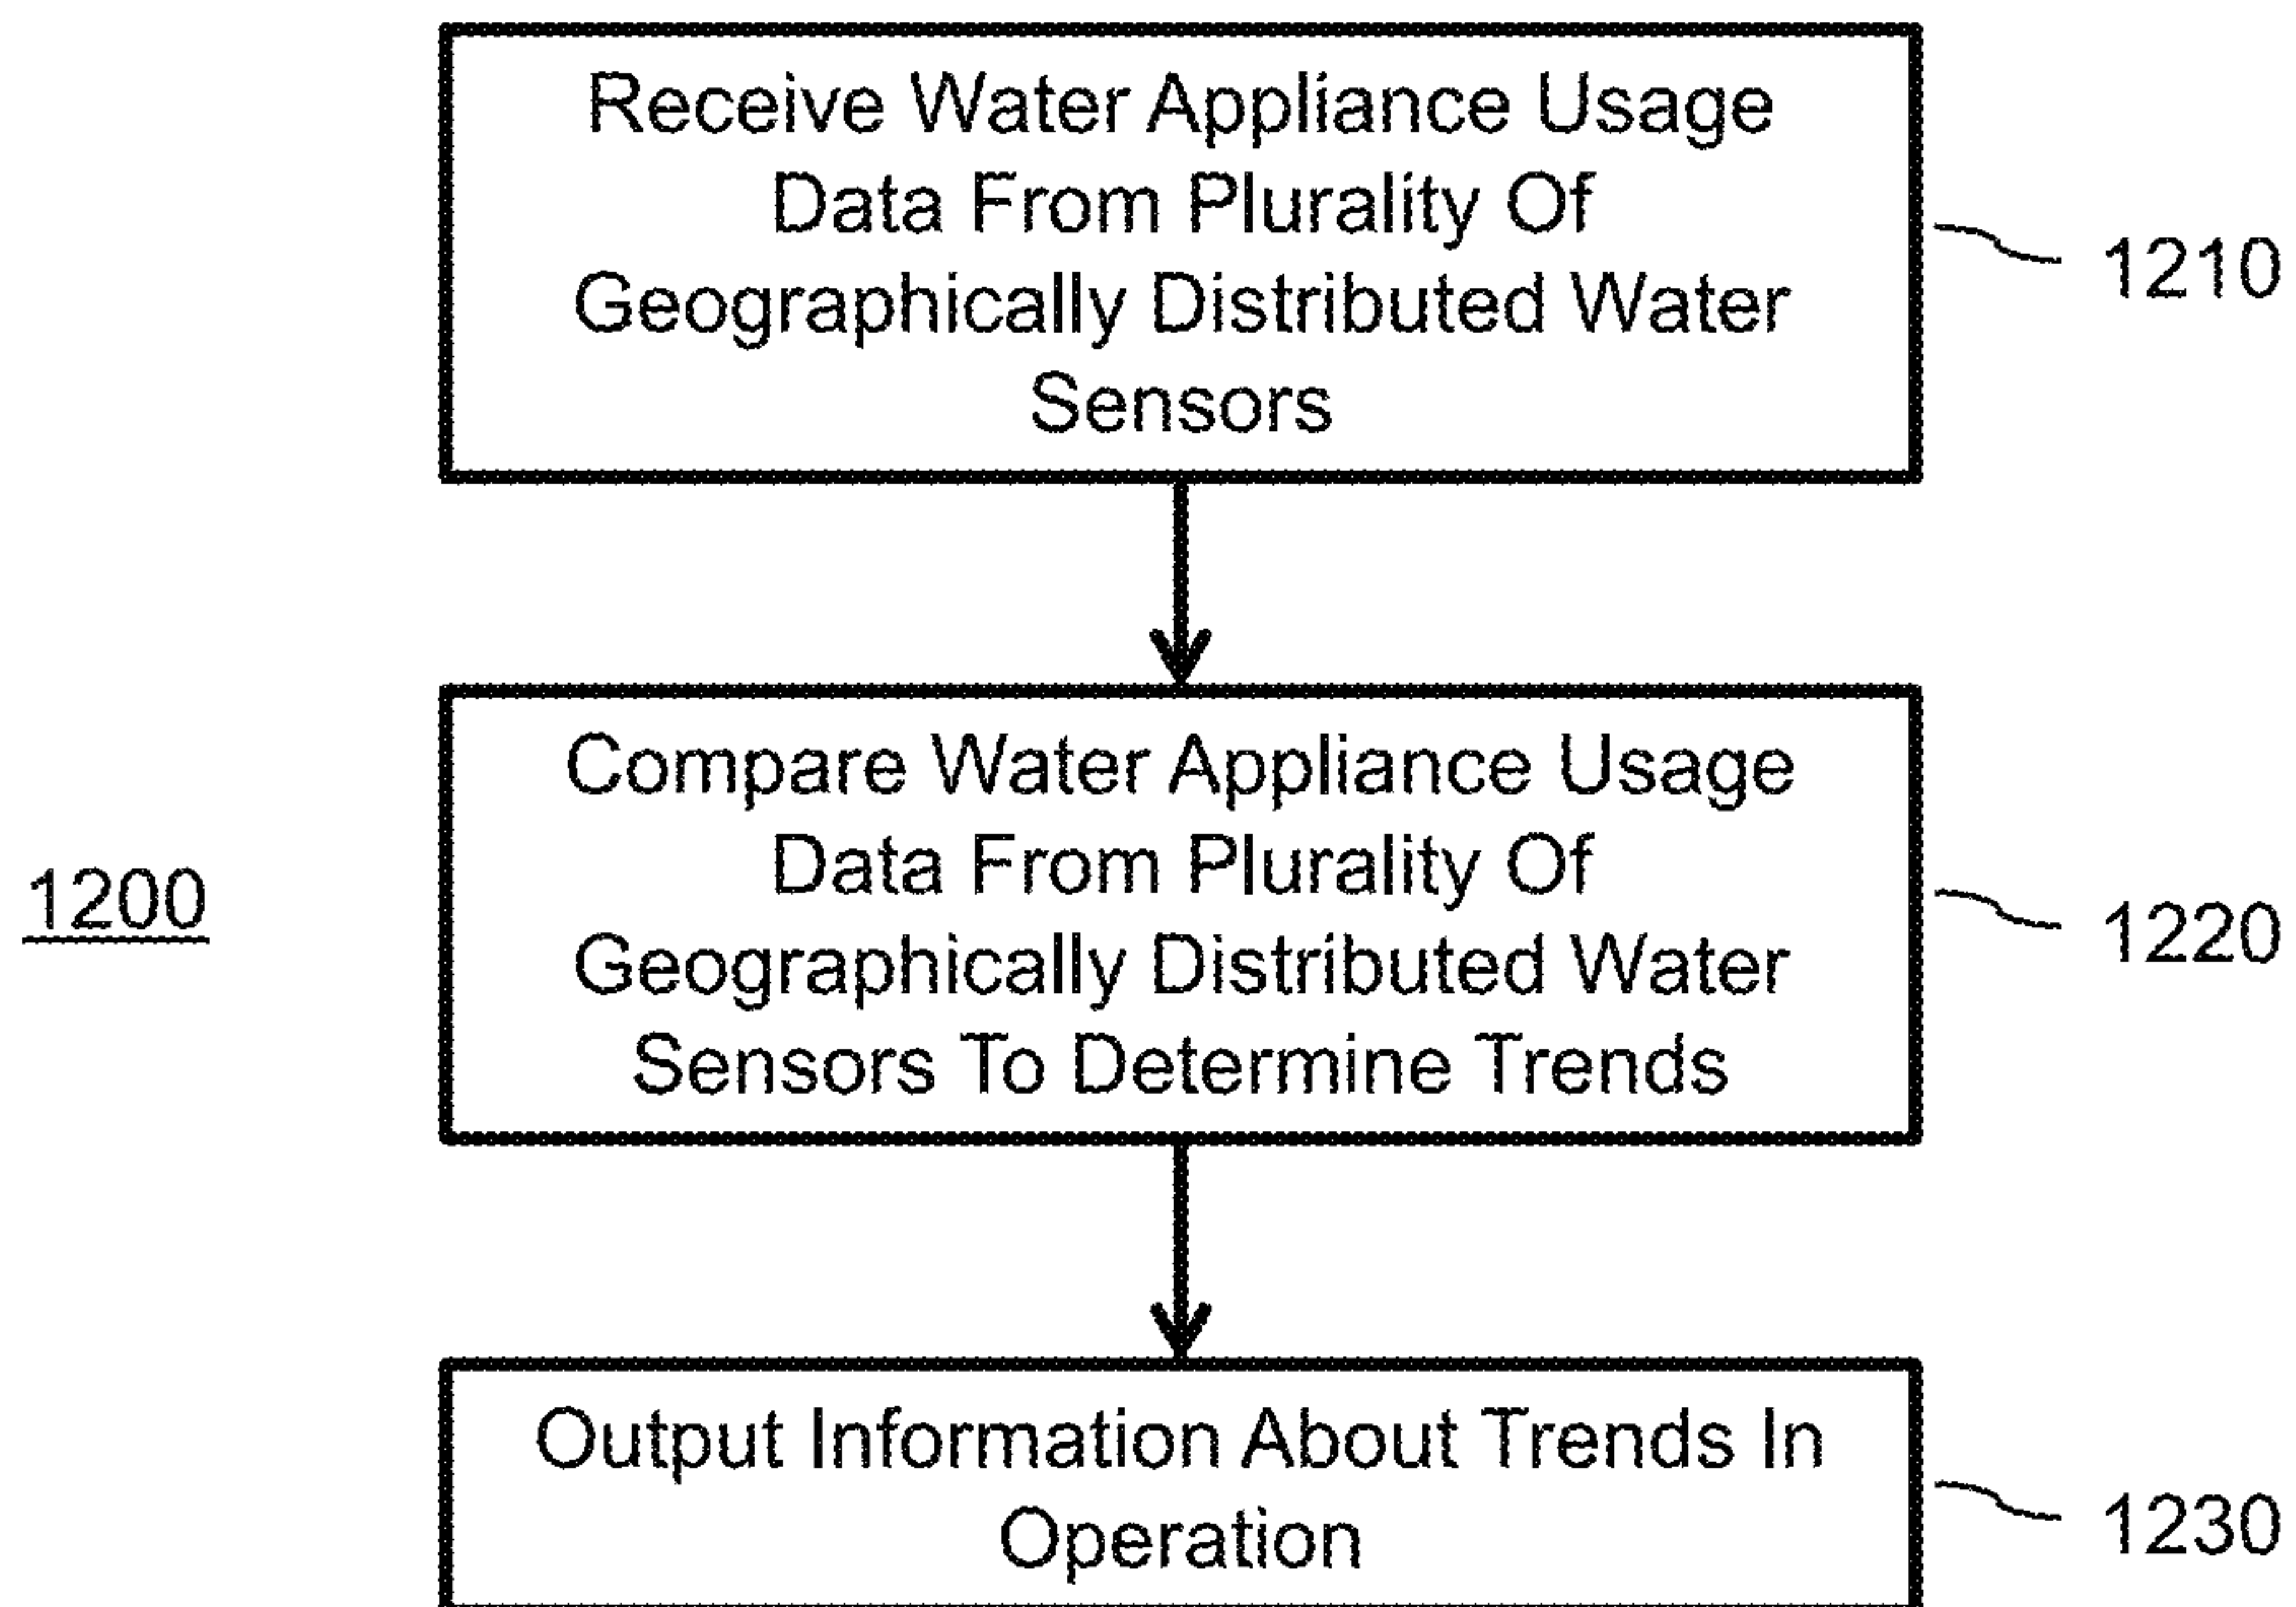 Receive Water Appliance Usage
Data From Plurality Of
Geographically Distributed Water
Sensors
1210
Compare Water Appliance Usage
Data From Plurality Of
Geographically Distributed Water
Sensors To Determine Trends
1200
1220
Output Information About Trends In
Operation
1230